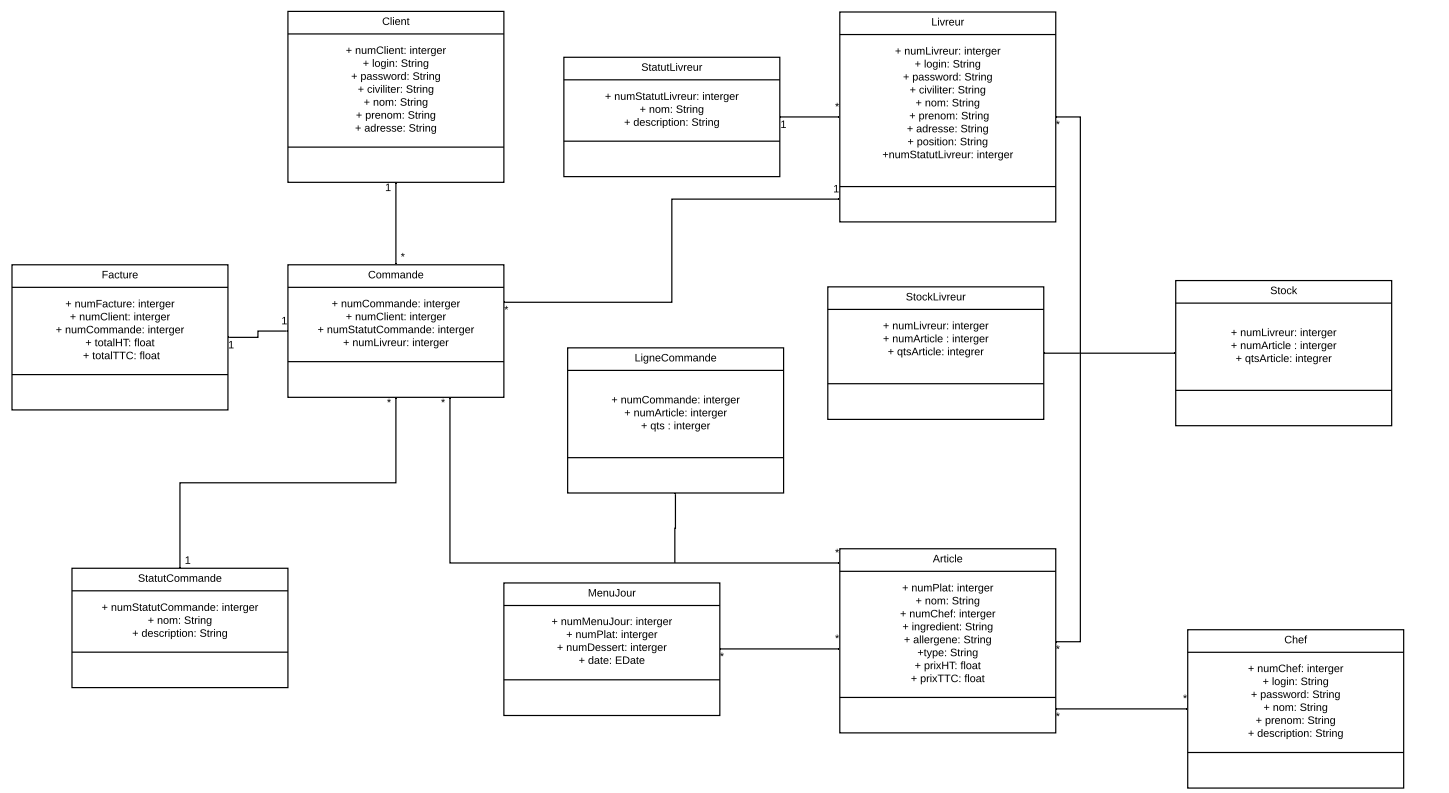 Client
+ numClient: interger
+ login: String
+ password: String
+ civiliter: String
+ nom: String
+ prenom: String
+ adresse: String
1
*
StatutLivreur
+ numStatutLivreur: interger
+ nom: String
+ description: String
1
*
Livreur
+ numLivreur: interger
+ login: String
+ password: String
+ civiliter: String
+ nom: String
+ prenom: String
+ adresse: String
+ position: String
+numStatutLivreur: interger
*
1
Facture
+ numFacture: interger
+ numClient: interger
+ numCommande: interger
+ totalHT: float
+ totalTTC: float
1
1
Commande
+ numCommande: interger
+ numClient: interger
+ numStatutCommande: interger
+ numLivreur: interger
*
*
*
LigneCommande
+ numCommande: interger
+ numArticle: interger
+ qts : interger
StockLivreur
+ numLivreur: interger
+ numArticle : interger
+ qtsArticle: integrer
Stock
+ numLivreur: interger
+ numArticle : interger
+ qtsArticle: integrer
1
StatutCommande
+ numStatutCommande: interger
+ nom: String
+ description: String
MenuJour
+ numMenuJour: interger
+ numPlat: interger
+ numDessert: interger
+ date: EDate
*
*
*
Article
+ numPlat: interger
+ nom: String
+ numChef: interger
+ ingredient: String
+ allergene: String
+type: String
+ prixHT: float
+ prixTTC: float
*
*
*
Chef
+ numChef: interger
+ login: String
+ password: String
+ nom: String
+ prenom: String
+ description: String